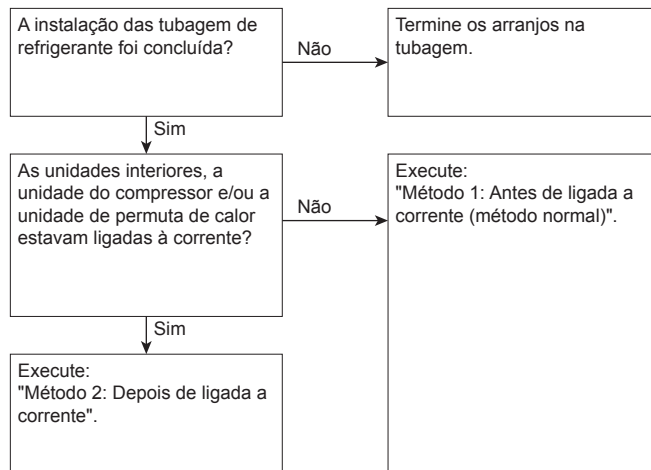 A instalação das tubagem de
refrigerante foi concluída?
Não
Termine os arranjos na
tubagem.
Sim
As unidades interiores, a
unidade do compressor e/ou a
unidade de permuta de calor
estavam ligadas à corrente?
Não
Execute:
"Método 1: Antes de ligada a
corrente (método normal)".
Sim
Execute:
"Método 2: Depois de ligada a
corrente".